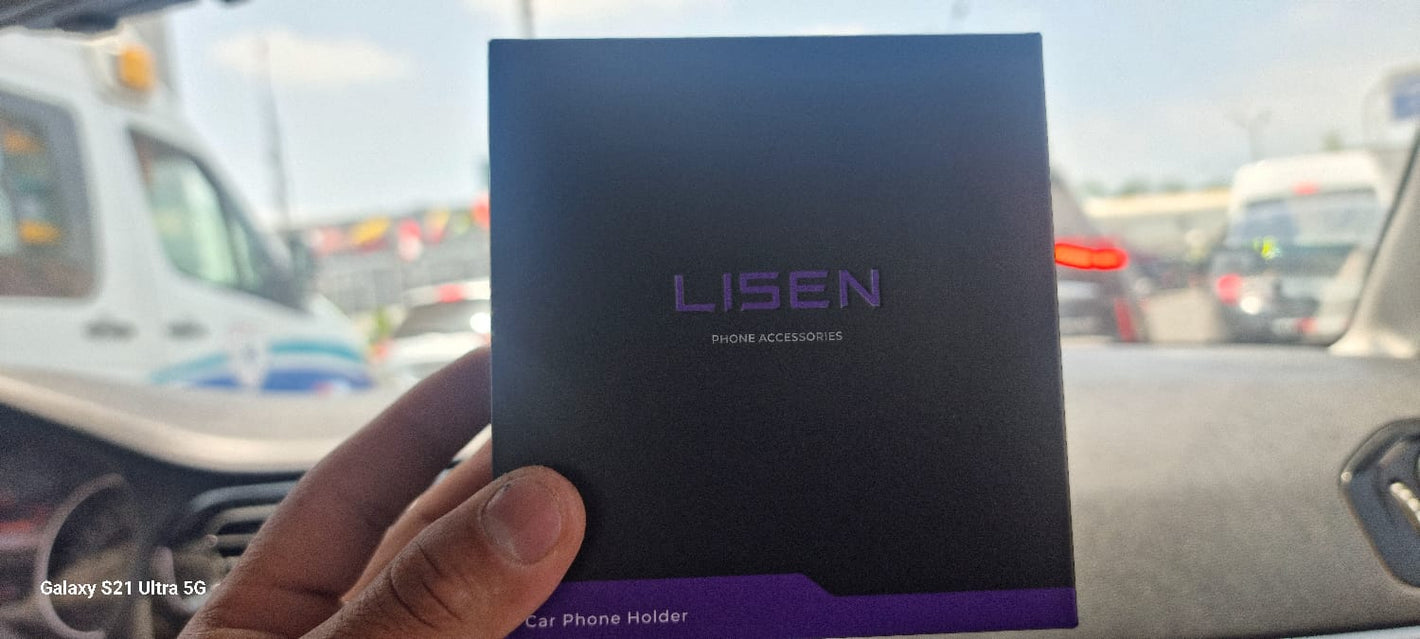 LISEN
PHONE ACCESSORIES
Car Phone Holder
Galaxy S21 Ultra 5G